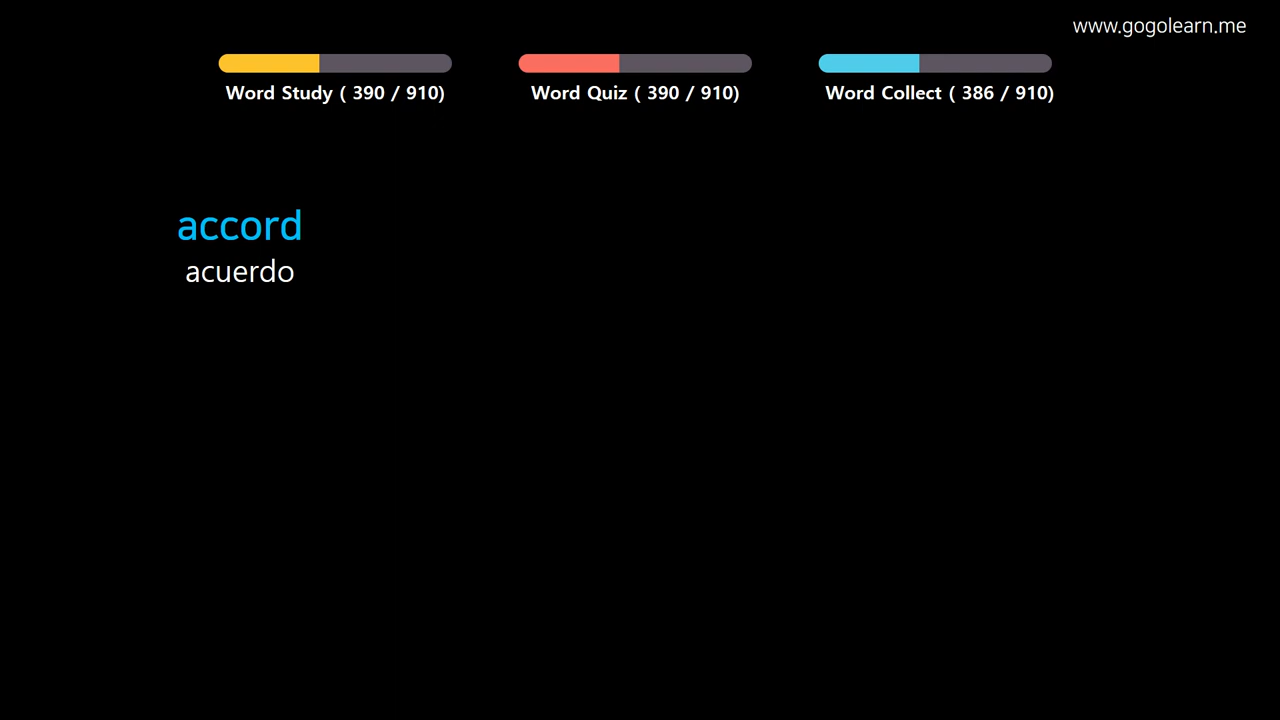 www.gogolearn.me
Word Study ( 390 / 910)
Word Quiz ( 390 / 910)
Word Collect ( 386 / 910)
accord
acuerdo